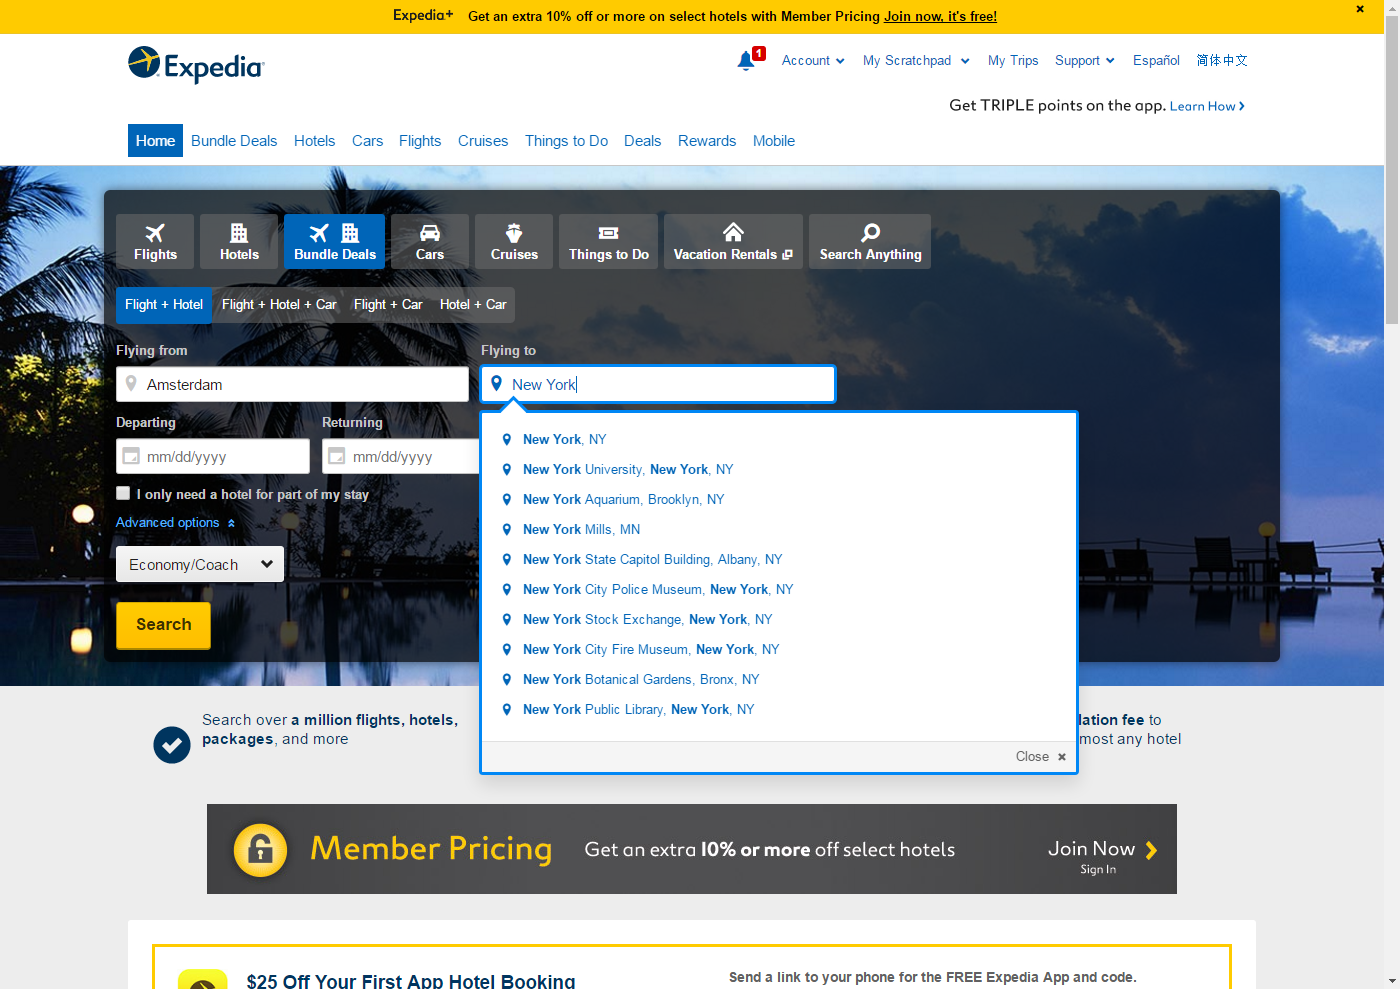 Expedia+ Get an extra 10% off or more on select hotels with Member Pricing Join now, it's free!
Expedia
1 Account My Scratchpad My Trips Support Español 简体中文
Get TRIPLE points on the app. Learn How
Home Bundle Deals Hotels Cars Flights Cruises Things to Do Deals Rewards Mobile
Flights Hotels Bundle Deals Cars Cruises Things to Do Vacation Rentals Search Anything
Flight + Hotel Flight + Hotel + Car Flight + Car Hotel + Car
Flying from Flying to
Amsterdam New York
Departing Returning
mm/dd/yyyy mm/dd/yyyy
I only need a hotel for part of my stay
Advanced options
Economy/Coach
Search
New York, NY
New York University, New York, NY
New York Aquarium, Brooklyn, NY
New York Mills, MN
New York State Capitol Building, Albany, NY
New York City Police Museum, New York, NY
New York Stock Exchange, New York, NY
New York City Fire Museum, New York, NY
New York Botanical Gardens, Bronx, NY
New York Public Library, New York, NY
Close
Search over a million flights, hotels,
packages, and more
lation fee to
most any hotel
Member Pricing Get an extra 10% or more off select hotels Join Now
Sign In
$25 Off Your First App Hotel Booking
Send a link to your phone for the FREE Expedia App and code.